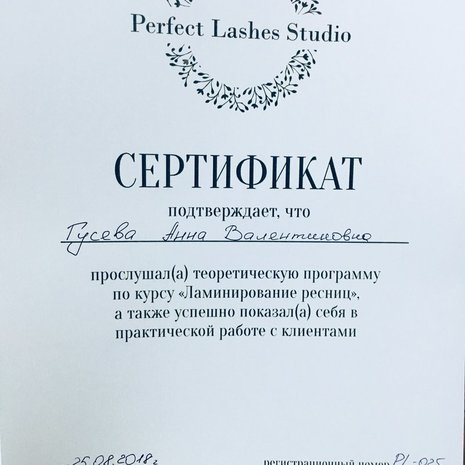 Perfect Lashes Studio
СЕРТИФИКАТ
подтверждает, что
Гусева Анна Валентиновна
прослушал(а) теоретическую программу
по курсу «Ламинирование ресниц»,
а также успешно показал(а) себя в
практической работе с клиентами
25.08.2018г регистрационный номер PL-025